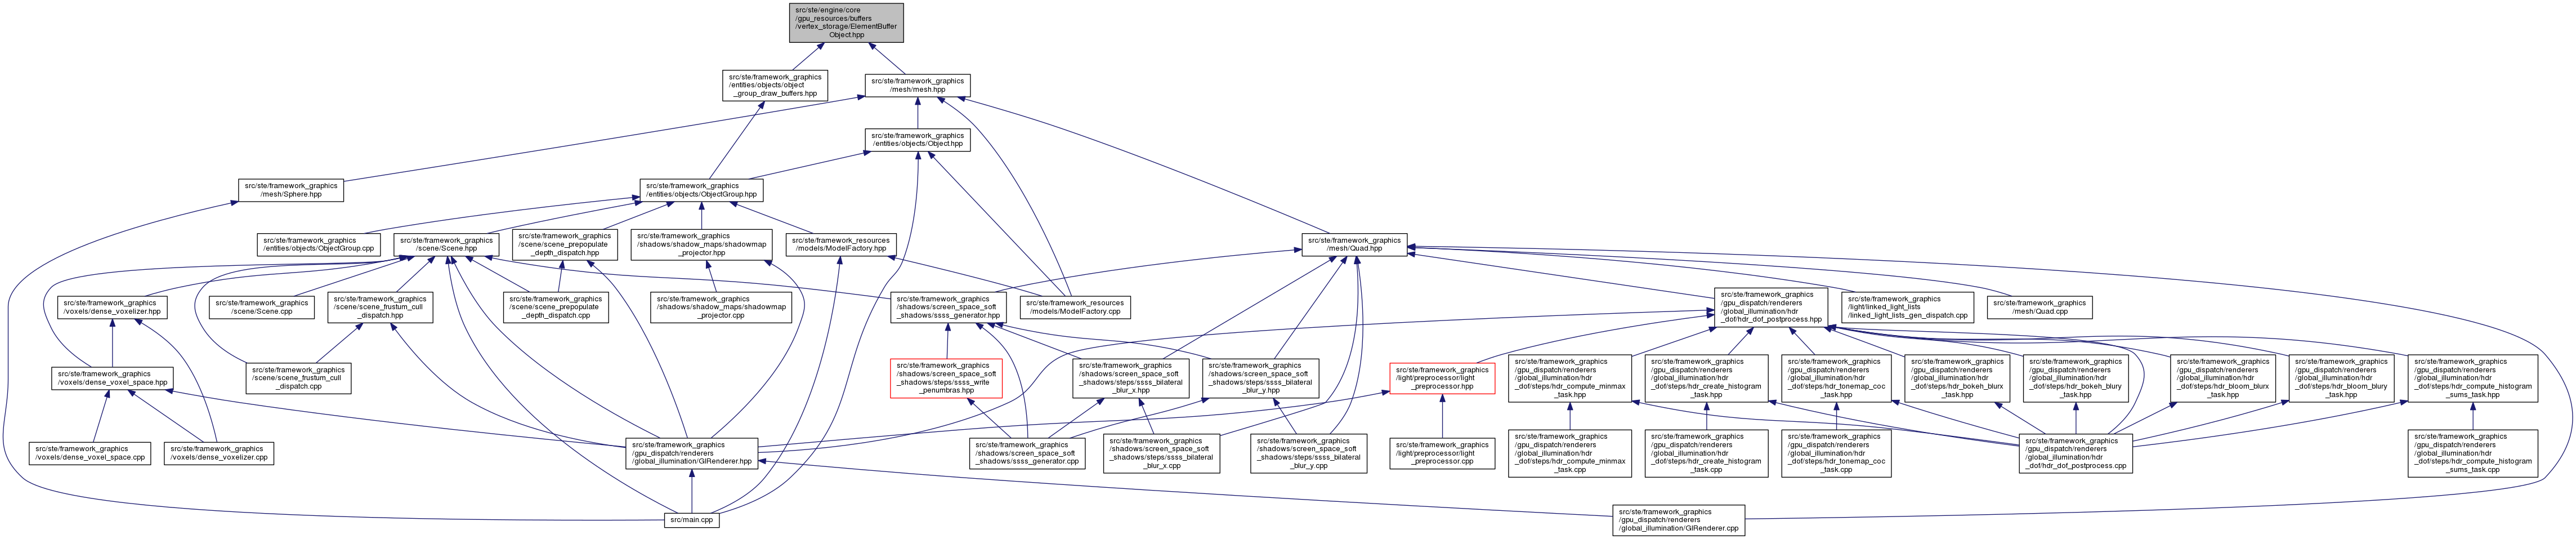 src/ste/engine/core
/gpu_resources/buffers
/vertex_storage/ElementBuffer
Object.hpp
src/ste/framework_graphics
/entities/objects/object
_group_draw_buffers.hpp
src/ste/framework_graphics
/mesh/mesh.hpp
src/ste/framework_graphics
/entities/objects/Object.hpp
src/ste/framework_graphics
/mesh/Sphere.hpp
src/ste/framework_graphics
/entities/objects/ObjectGroup.hpp
src/ste/framework_graphics
/entities/objects/ObjectGroup.cpp
src/ste/framework_graphics
/scene/Scene.hpp
src/ste/framework_graphics
/scene/scene_prepopulate
_depth_dispatch.hpp
src/ste/framework_graphics
/shadows/shadow_maps/shadowmap
_projector.hpp
src/ste/framework_resources
/models/ModelFactory.hpp
src/ste/framework_graphics
/mesh/Quad.hpp
src/ste/framework_graphics
/voxels/dense_voxelizer.hpp
src/ste/framework_graphics
/scene/Scene.cpp
src/ste/framework_graphics
/scene/scene_frustum_cull
_dispatch.hpp
src/ste/framework_graphics
/scene/scene_prepopulate
_depth_dispatch.cpp
src/ste/framework_graphics
/shadows/shadow_maps/shadowmap
_projector.cpp
src/ste/framework_graphics
/shadows/screen_space_soft
_shadows/ssss_generator.hpp
src/ste/framework_resources
/models/ModelFactory.cpp
src/ste/framework_graphics
/gpu_dispatch/renderers
/global_illumination/hdr
_dof/hdr_dof_postprocess.hpp
src/ste/framework_graphics
/light/linked_light_lists
/linked_light_lists_gen_dispatch.cpp
src/ste/framework_graphics
/mesh/Quad.cpp
src/ste/framework_graphics
/voxels/dense_voxel_space.hpp
src/ste/framework_graphics
/scene/scene_frustum_cull
_dispatch.cpp
src/ste/framework_graphics
/shadows/screen_space_soft
_shadows/steps/ssss_write
_penumbras.hpp
src/ste/framework_graphics
/shadows/screen_space_soft
_shadows/steps/ssss_bilateral
_blur_x.hpp
src/ste/framework_graphics
/shadows/screen_space_soft
_shadows/steps/ssss_bilateral
_blur_y.hpp
src/ste/framework_graphics
/light/preprocessor/light
_preprocessor.hpp
src/ste/framework_graphics
/gpu_dispatch/renderers
/global_illumination/hdr
_dof/steps/hdr_compute_minmax
_task.hpp
src/ste/framework_graphics
/gpu_dispatch/renderers
/global_illumination/hdr
_dof/steps/hdr_create_histogram
_task.hpp
src/ste/framework_graphics
/gpu_dispatch/renderers
/global_illumination/hdr
_dof/steps/hdr_tonemap_coc
_task.hpp
src/ste/framework_graphics
/gpu_dispatch/renderers
/global_illumination/hdr
_dof/steps/hdr_bokeh_blurx
_task.hpp
src/ste/framework_graphics
/gpu_dispatch/renderers
/global_illumination/hdr
_dof/steps/hdr_bokeh_blury
_task.hpp
src/ste/framework_graphics
/gpu_dispatch/renderers
/global_illumination/hdr
_dof/steps/hdr_bloom_blurx
_task.hpp
src/ste/framework_graphics
/gpu_dispatch/renderers
/global_illumination/hdr
_dof/steps/hdr_bloom_blury
_task.hpp
src/ste/framework_graphics
/gpu_dispatch/renderers
/global_illumination/hdr
_dof/steps/hdr_compute_histogram
_sums_task.hpp
src/ste/framework_graphics
/voxels/dense_voxel_space.cpp
src/ste/framework_graphics
/voxels/dense_voxelizer.cpp
src/ste/framework_graphics
/gpu_dispatch/renderers
/global_illumination/GIRenderer.hpp
src/ste/framework_graphics
/shadows/screen_space_soft
_shadows/ssss_generator.cpp
src/ste/framework_graphics
/shadows/screen_space_soft
_shadows/steps/ssss_bilateral
_blur_x.cpp
src/ste/framework_graphics
/shadows/screen_space_soft
_shadows/steps/ssss_bilateral
_blur_y.cpp
src/ste/framework_graphics
/light/preprocessor/light
_preprocessor.cpp
src/ste/framework_graphics
/gpu_dispatch/renderers
/global_illumination/hdr
_dof/steps/hdr_compute_minmax
_task.cpp
src/ste/framework_graphics
/gpu_dispatch/renderers
/global_illumination/hdr
_dof/steps/hdr_create_histogram
_task.cpp
src/ste/framework_graphics
/gpu_dispatch/renderers
/global_illumination/hdr
_dof/steps/hdr_tonemap_coc
_task.cpp
src/ste/framework_graphics
/gpu_dispatch/renderers
/global_illumination/hdr
_dof/hdr_dof_postprocess.cpp
src/ste/framework_graphics
/gpu_dispatch/renderers
/global_illumination/hdr
_dof/steps/hdr_compute_histogram
_sums_task.cpp
src/main.cpp
src/ste/framework_graphics
/gpu_dispatch/renderers
/global_illumination/GIRenderer.cpp